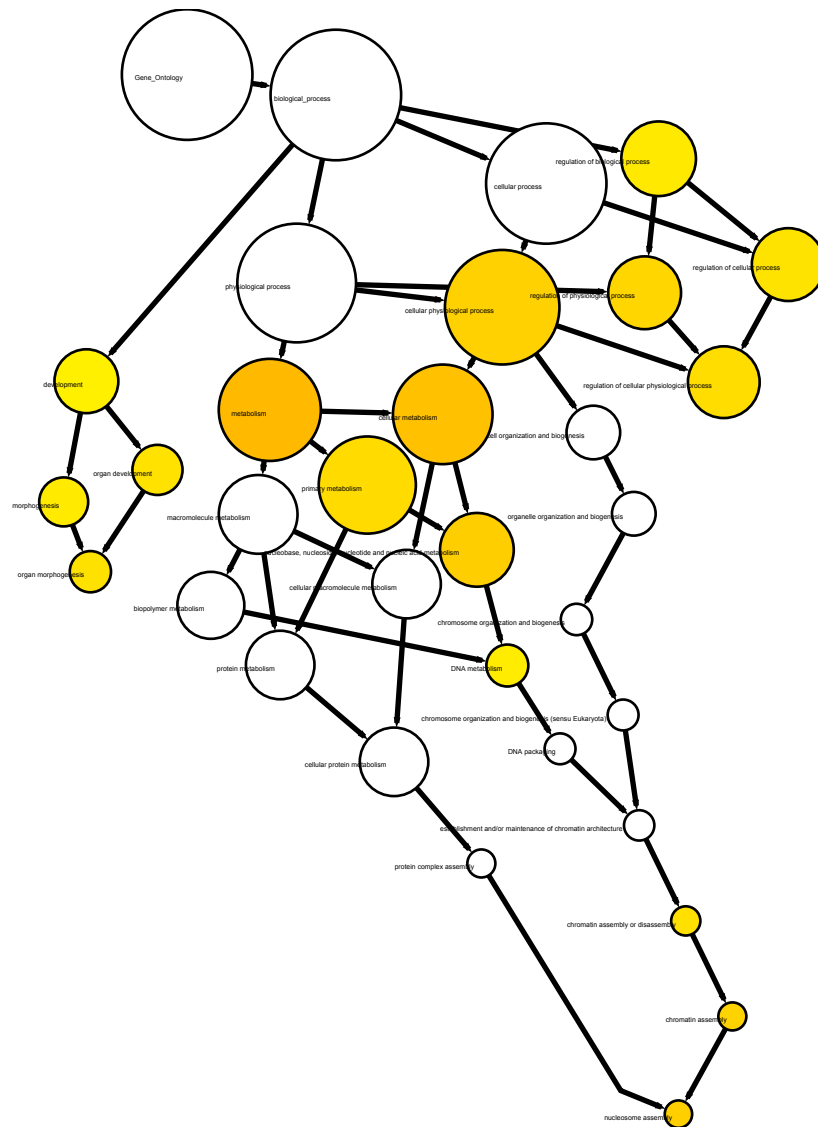 Gene_Ontology
biological_process
regulation of biological process
cellular process
regulation of cellular process
physiological process
regulation of physiological process
cellular physiological process
development
regulation of cellular physiological process
metabolism
cellular metabolism
cell organization and biogenesis
organ development
primary metabolism
morphogenesis
macromolecule metabolism
organelle organization and biogenesis
nucleobase, nucleoside, nucleotide and nucleic acid metabolism
organ morphogenesis
cellular macromolecule metabolism
biopolymer metabolism
chromosome organization and biogenesis
protein metabolism
DNA metabolism
chromosome organization and biogenesis (sensu Eukaryota)
DNA packaging
cellular protein metabolism
establishment and/or maintenance of chromatin architecture
protein complex assembly
chromatin assembly or disassembly
chromatin assembly
nucleosome assembly